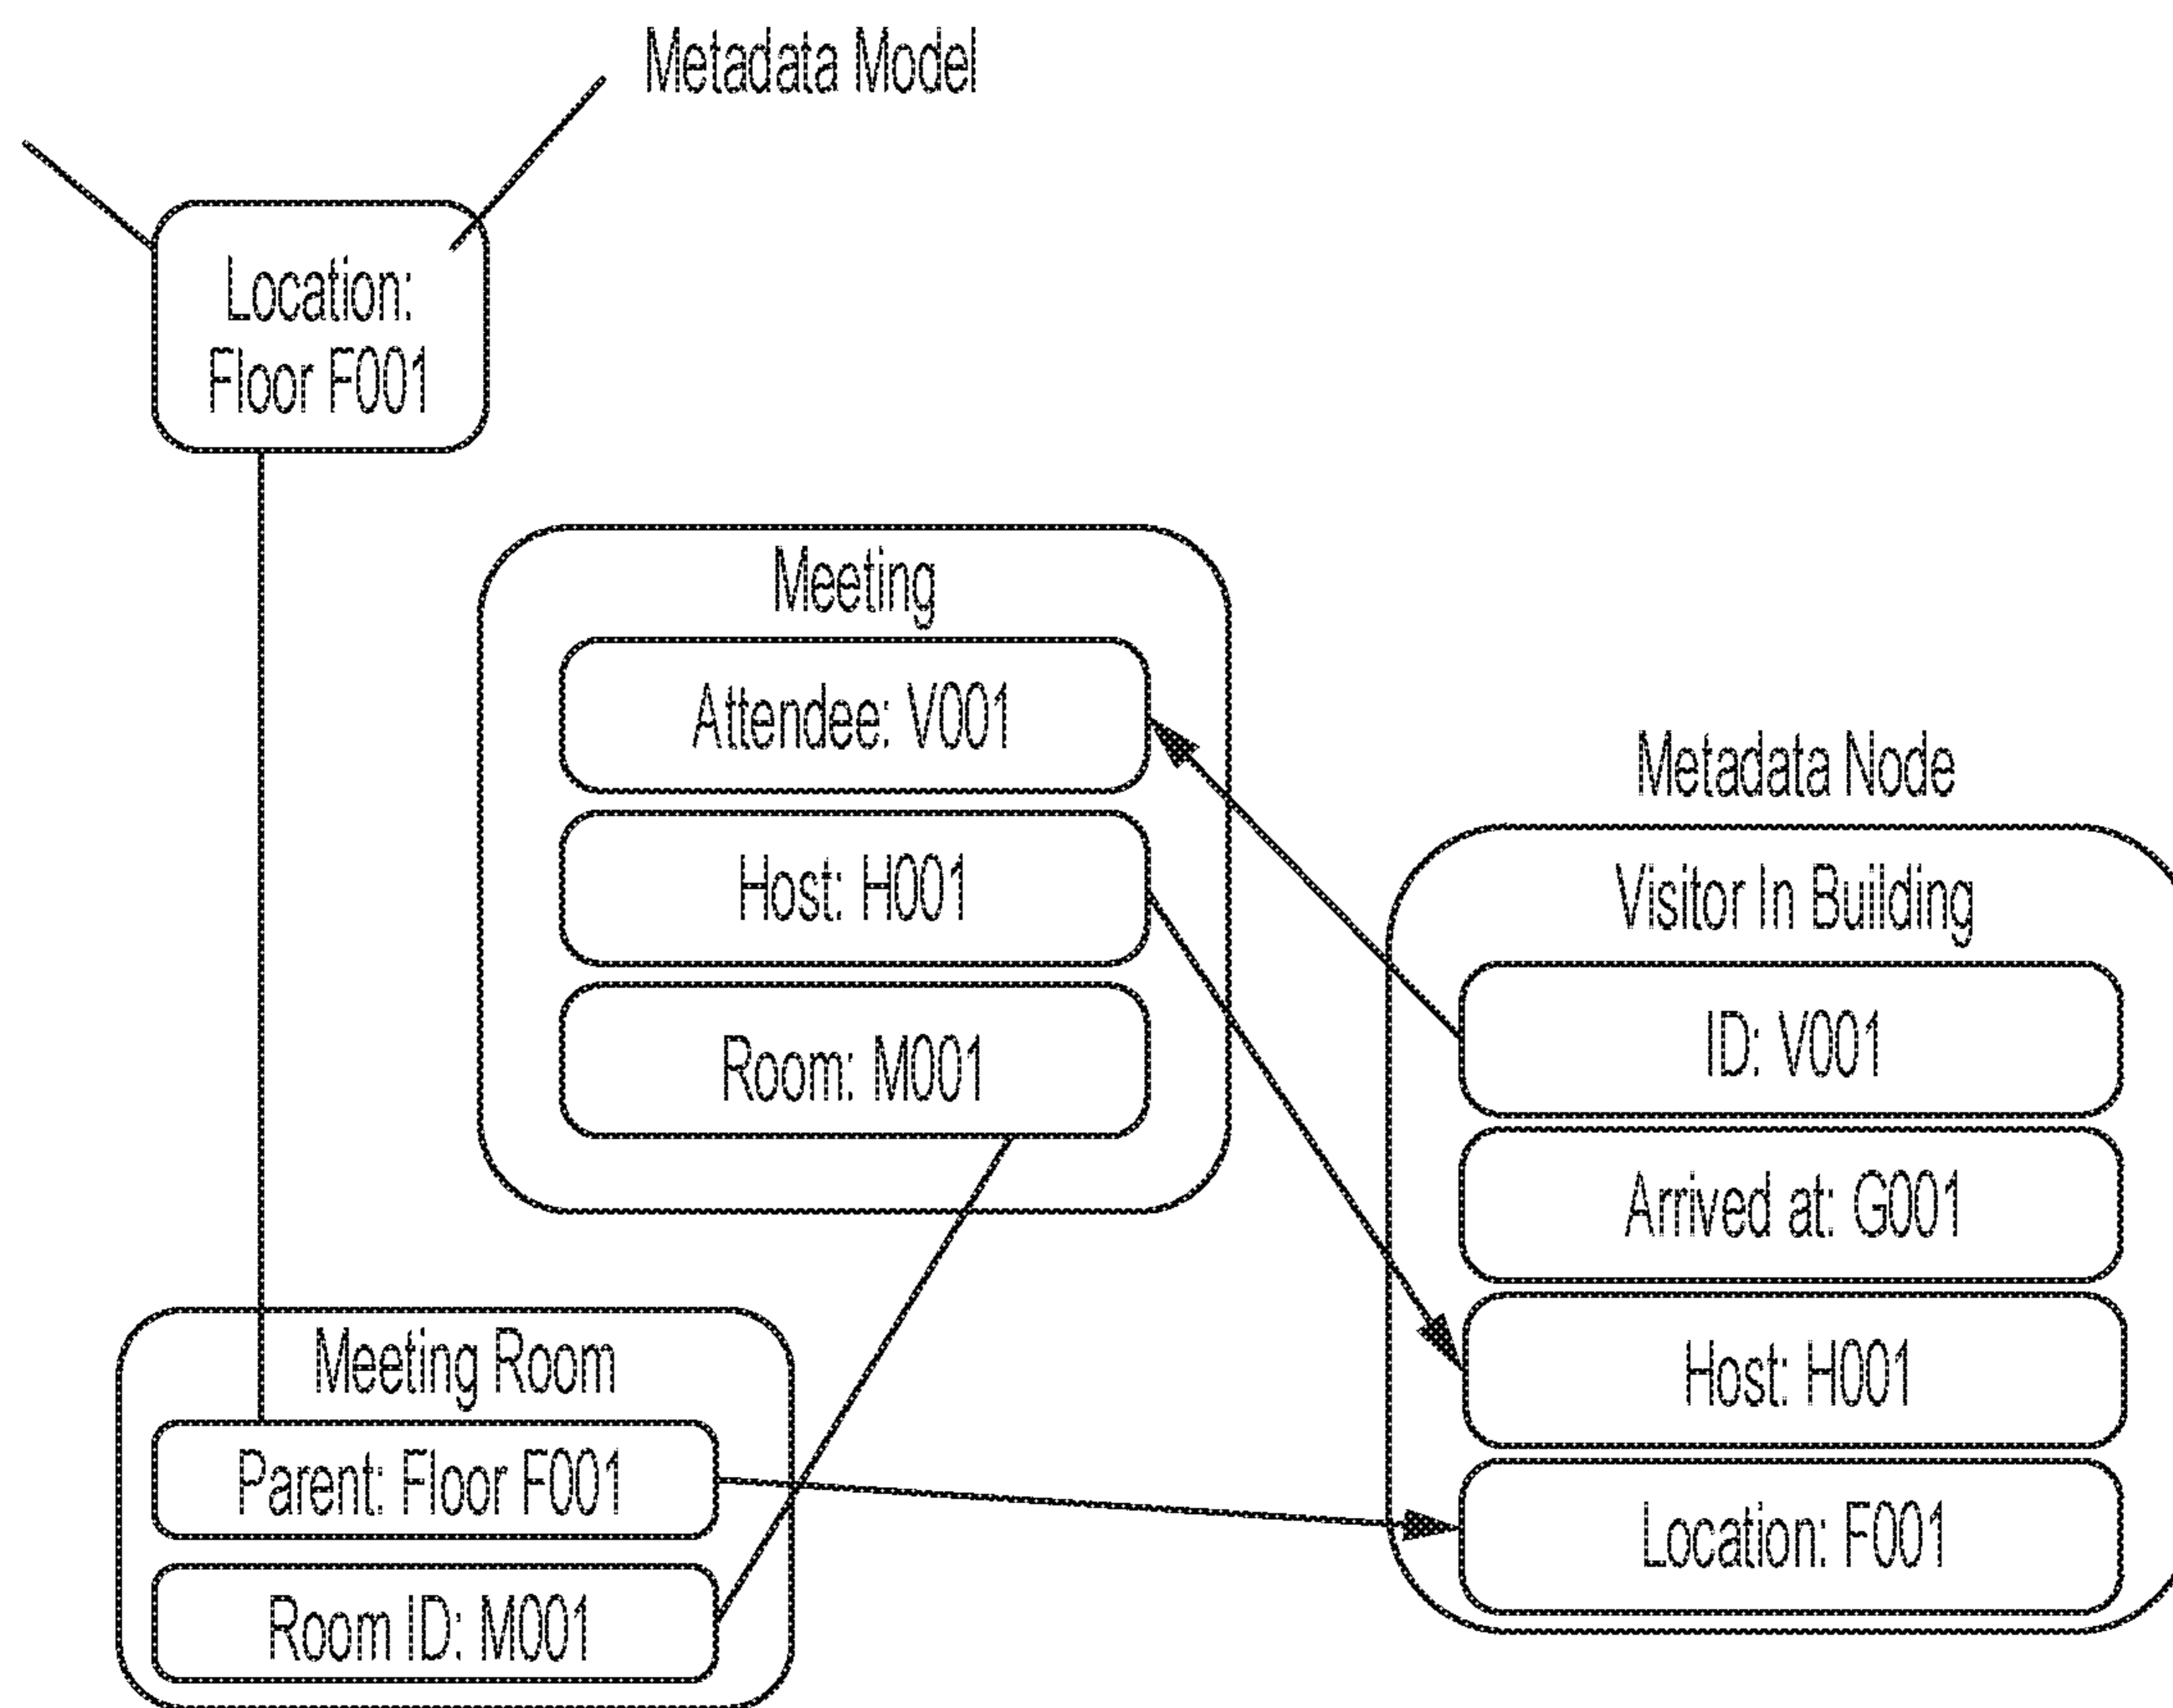 Metadata Model
Location:
Floor F001
Meeting
Attendee: V001
Host: H001
Room: M001
Metadata Node
Visitor In Building
ID: V001
Arrived at: G001
Host: H001
Location: F001
Meeting Room
Parent: Floor F001
Room ID: M001